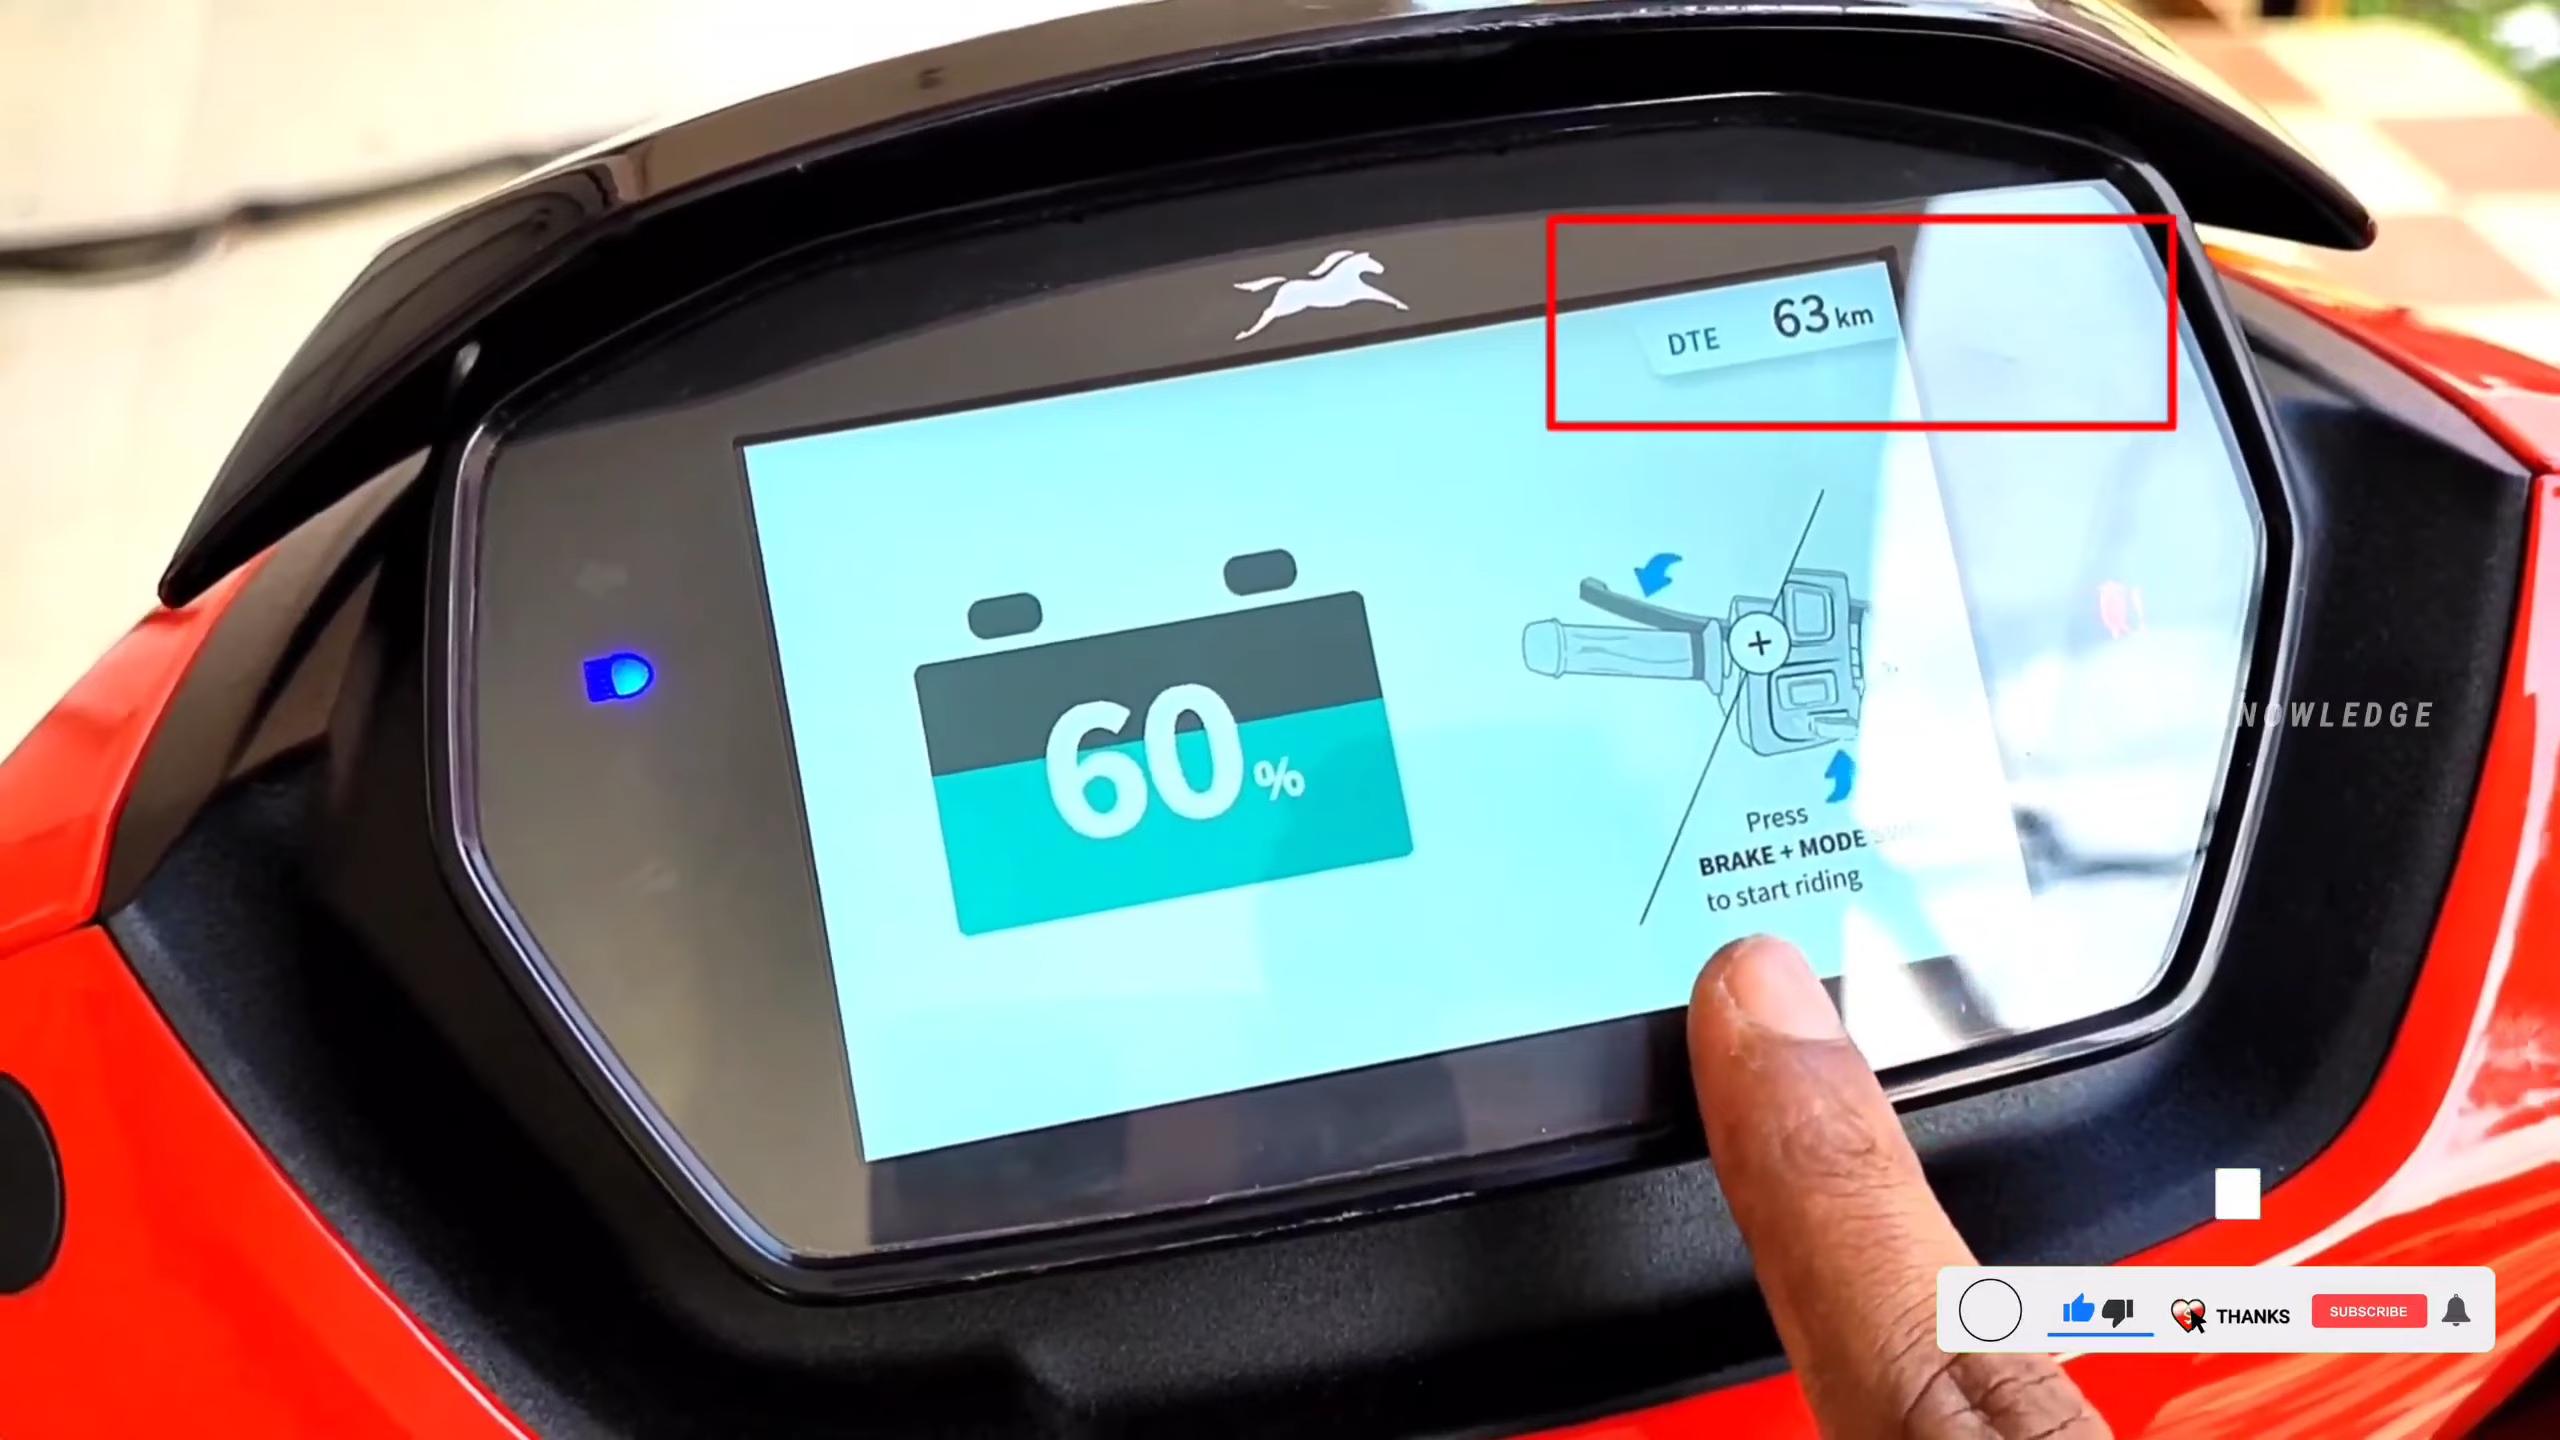 DTE 63 km
60%
Press
BRAKE + MODE
to start riding
NOWLEDGE
THANKS
SUBSCRIBE